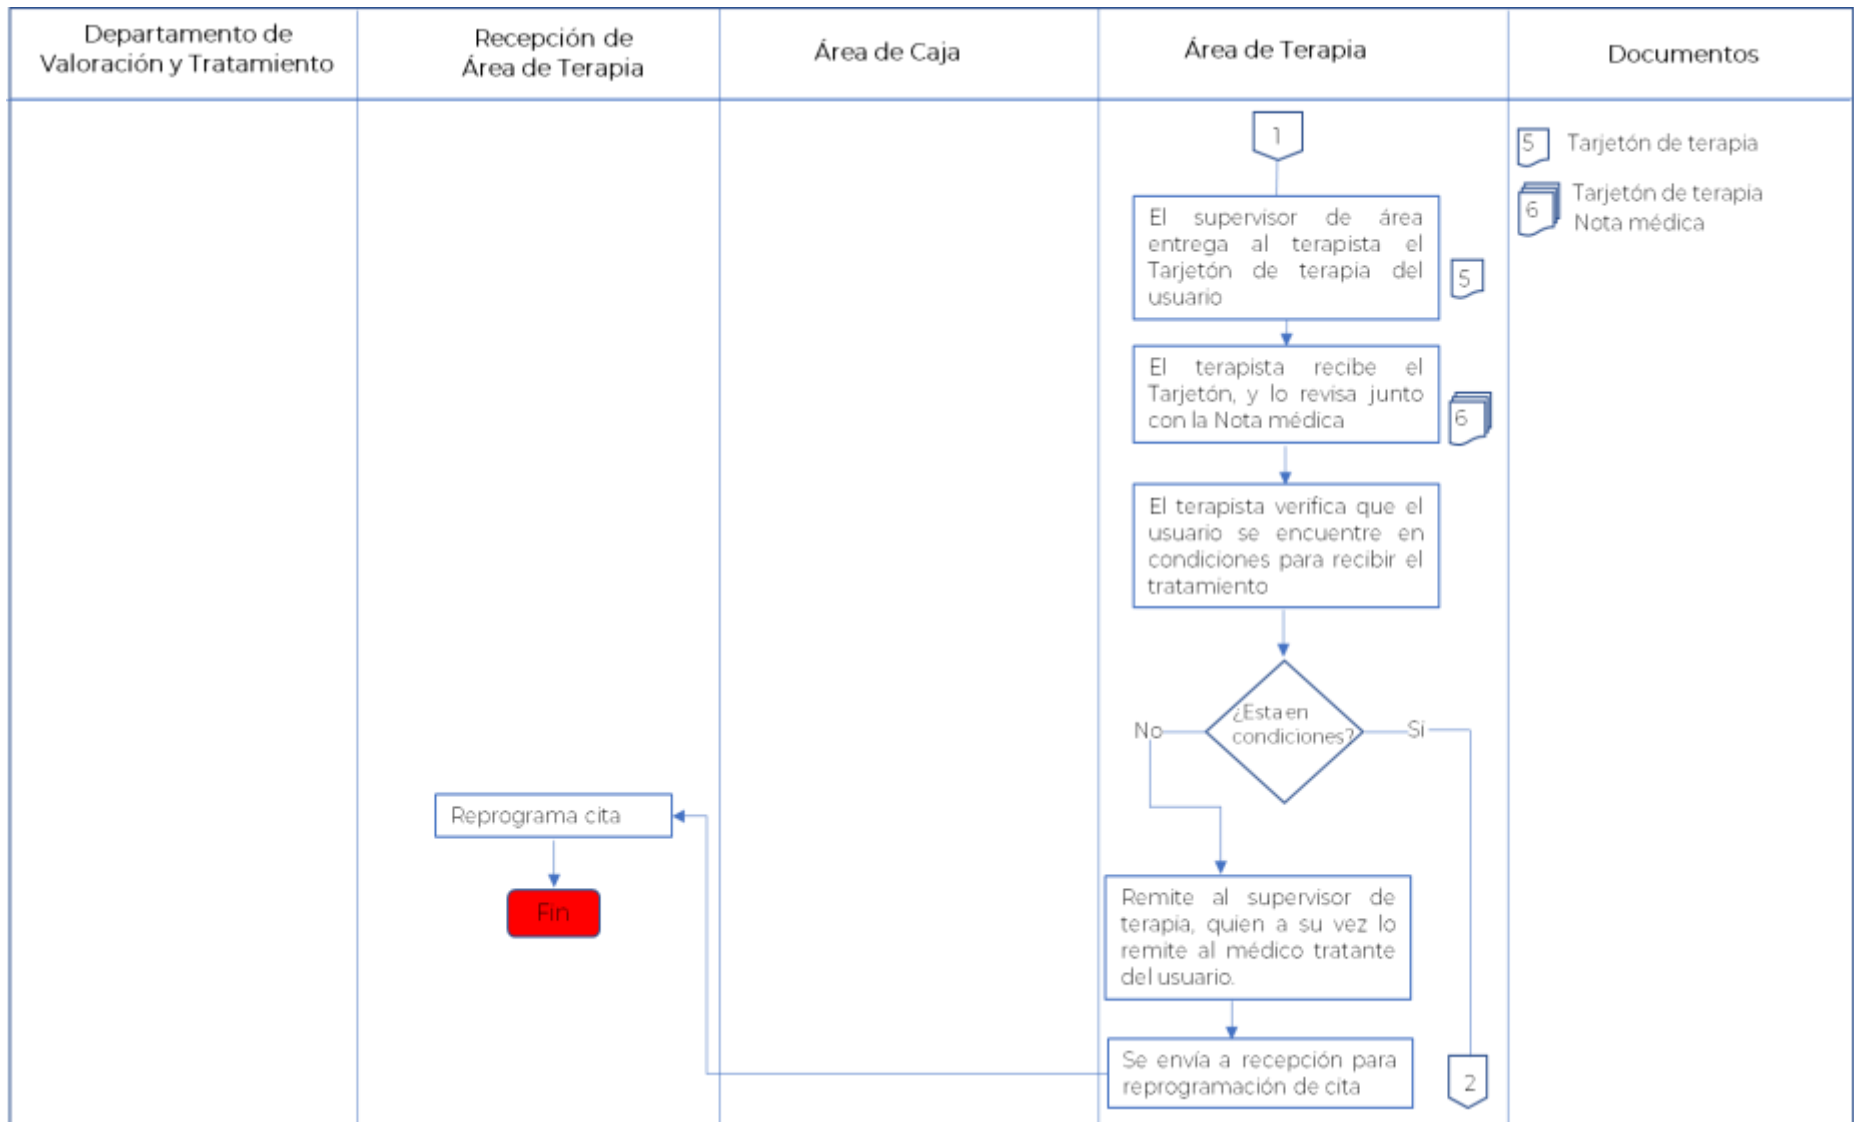 Departamento de
Valoración y Tratamiento
Recepción de
Área de Terapia
Área de Caja
Área de Terapia
Documentos
1
5
Tarjetón de terapia
6
Tarjetón de terapia
Nota médica
El supervisor de área
entrega al terapista el
Tarjetón de terapia del
usuario
5
El terapista recibe el
Tarjetón, y lo revisa junto
con la Nota médica
6
El terapista verifica que el
usuario se encuentre en
condiciones para recibir el
tratamiento
¿Esta en
condiciones?
No
Si
Reprograma cita
Fin
Remite al supervisor de
terapia, quien a su vez lo
remite al médico tratante
del usuario.
Se envía a recepción para
reprogramación de cita
2